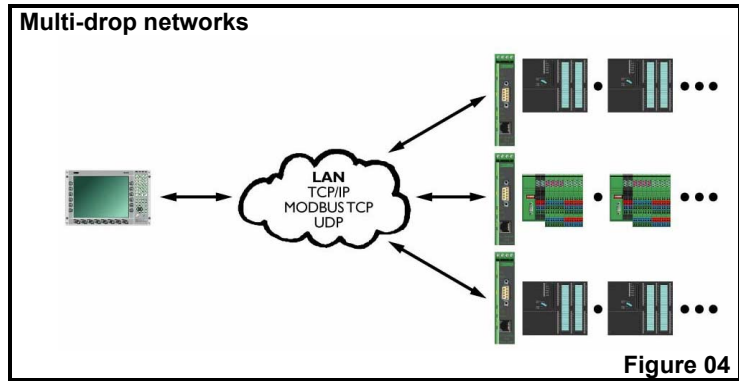 Multi-drop networks
LAN
TCP/IP
MODBUS TCP
UDP
Figure 04